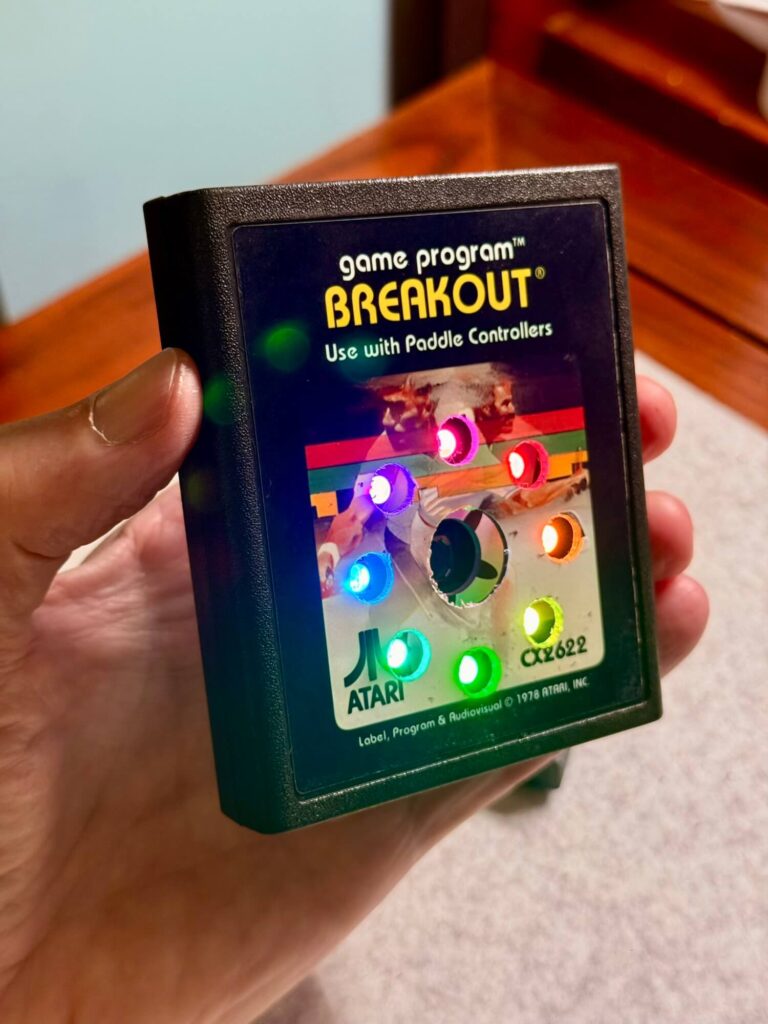 game program™
BREAKOUT®
Use with Paddle Controllers
ATARI
CX2622
Label, Program & Audiovisual © 1978 ATARI, INC.